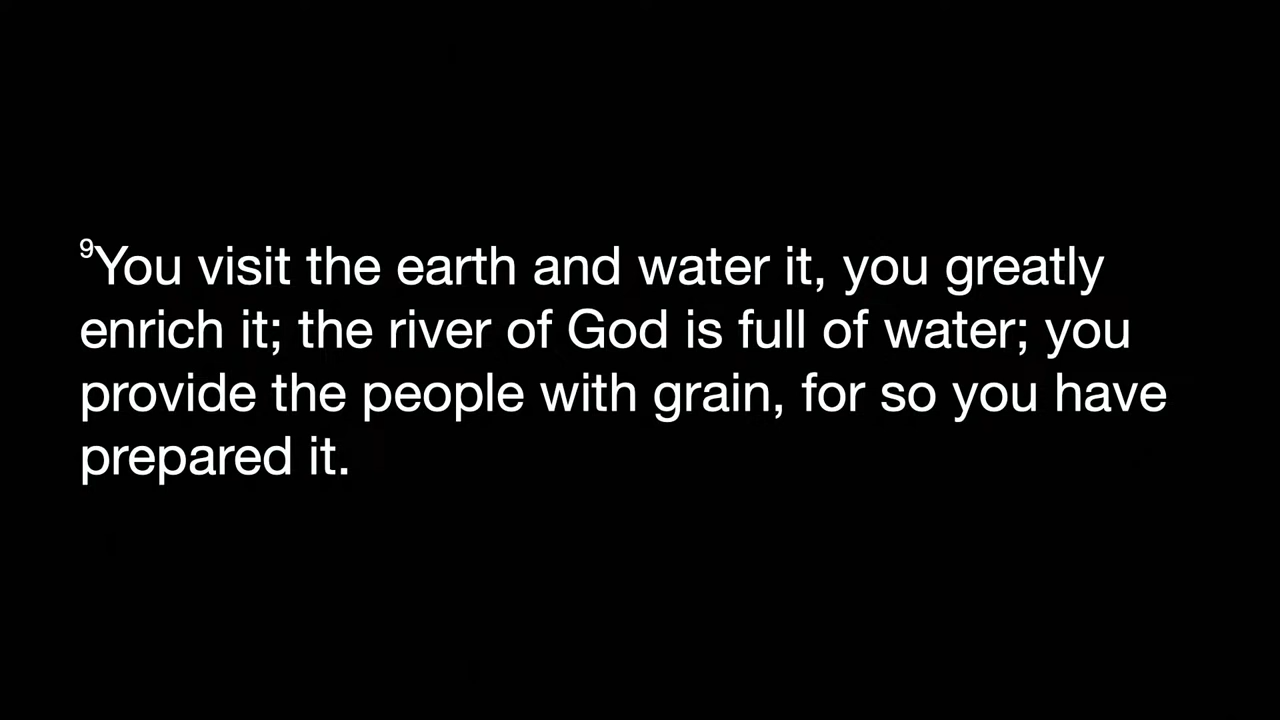 ⁹You visit the earth and water it, you greatly
enrich it; the river of God is full of water; you
provide the people with grain, for so you have
prepared it.